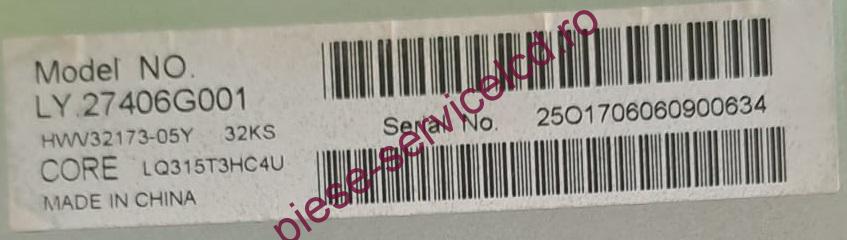 Model NO.
LY.27406G001
HWV32173-05Y 32KS
CORE LQ315T3HC4U
MADE IN CHINA
Serial No. 25O1706060900634
piese-servicelcd.ro